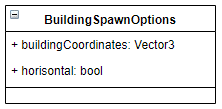 BuildingSpawnOptions
+ buildingCoordinates: Vector3
+ horisontal: bool